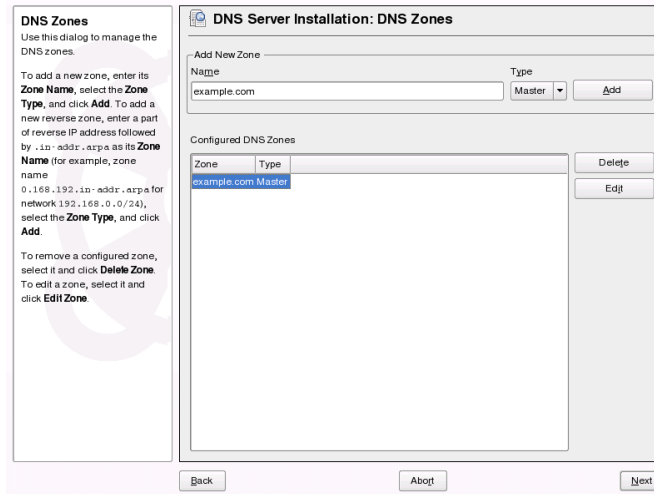 DNS Zones
Use this dialog to manage the
DNS zones.
To add a new zone, enter its
Zone Name, select the Zone
Type, and click Add. To add a
new reverse zone, enter a part
of reverse IP address followed
by .in-addr.arpa as its Zone
Name (for example, zone
name
0.168.192.in-addr.arpa for
network 192.168.0.0/24),
select the Zone Type, and click
Add.
To remove a configured zone,
select it and click Delete Zone.
To edit a zone, select it and
click Edit Zone.
DNS Server Installation: DNS Zones
Add New Zone
Name Type
example.com Master Add
Configured DNS Zones
Zone Type
example.com Master
Delete
Edit
Back Abort Next